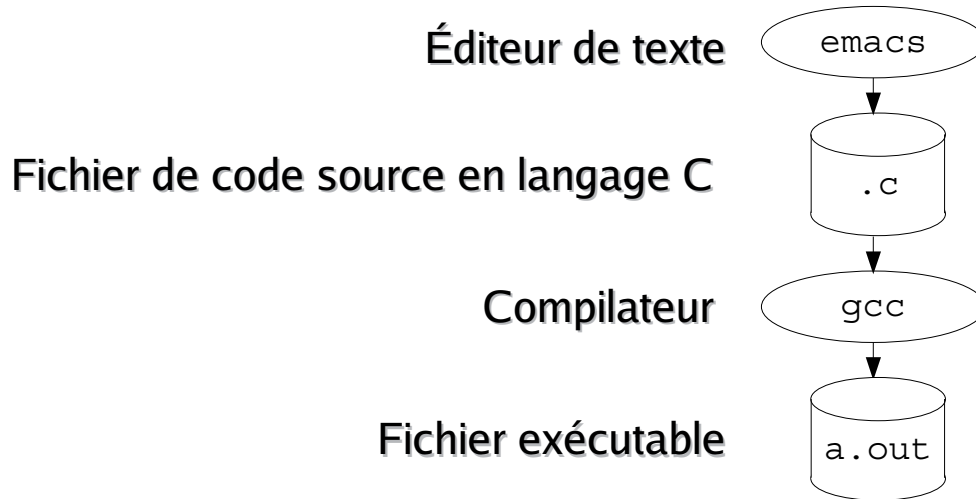 Éditeur de texte emacs
Fichier de code source en langage C .c
Compilateur gcc
Fichier exécutable a.out